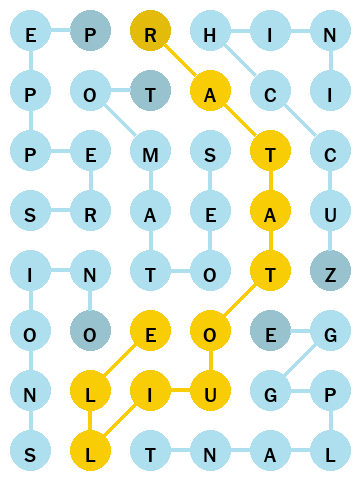 E P R H I N
P O T A C I
P E M S T C
S R A E A U
I N T O T Z
O O E O E G
N L I U G P
S L T N A L